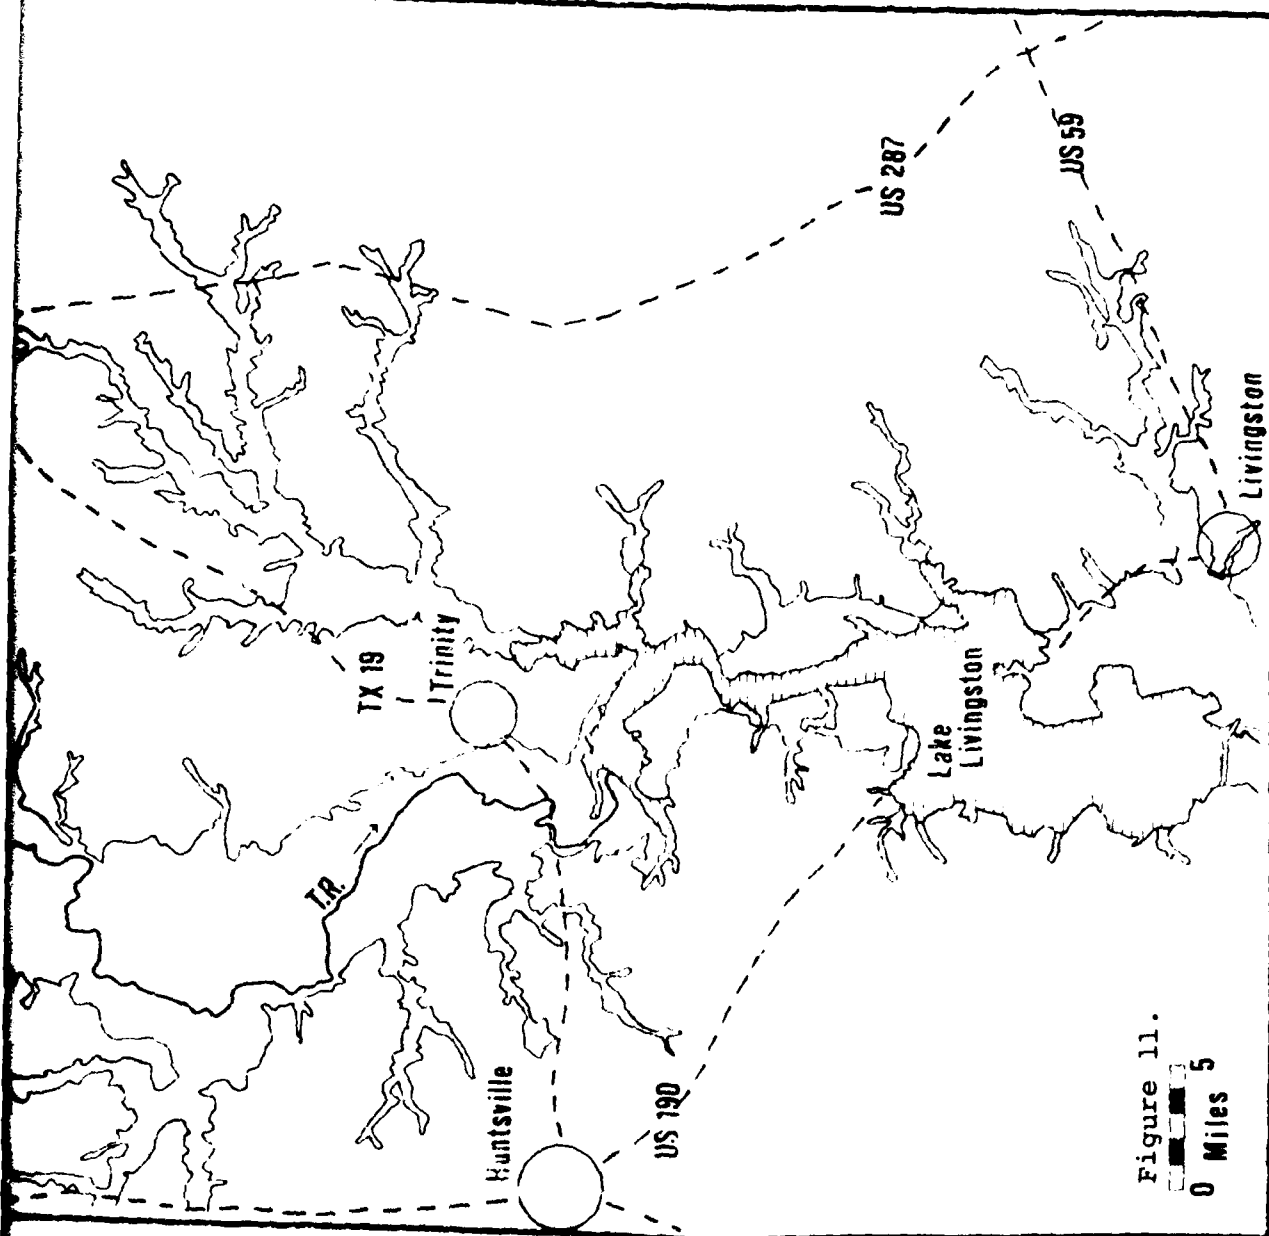 US 287
US 59
TX 19
Trinity
T.R.
Livingston
Lake
Livingston
Huntsville
US 190
Figure 11.
0 Miles 5